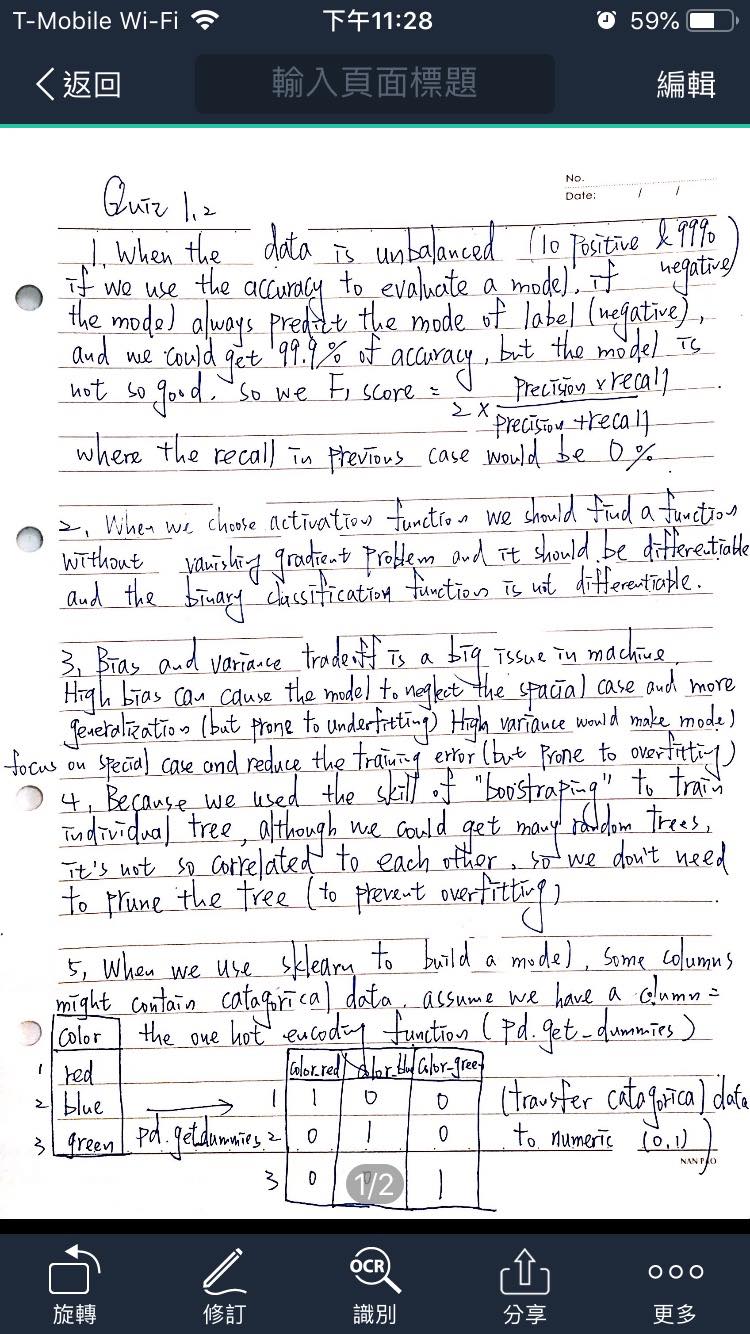 T-Mobile Wi-Fi 下午11:28 59%
返回 輸入頁面標題 編輯
No.
Date: / /
Quiz 1,2
1. When the data is unbalanced (10 positive & 9990 negative)
if we use the accuracy to evaluate a model, if
the model always predict the mode of label (negative),
and we could get 99.9% of accuracy, but the model is
not so good. so we F1 score = 2 × precision × recall / precision + recall
where the recall in previous case would be 0%
2, When we choose activation function we should find a function
without vanishing gradient problem and it should be differentiable
and the binary classification function is not differentiable.
3, Bias and variance tradeoff is a big issue in machine
High bias can cause the model to neglect the spacial case and more
generalization (but prone to underfitting) High variance would make model
focus on special case and reduce the training error (but prone to overfitting)
4, Because we used the skill of "bootstraping" to train
individual tree, although we could get many random trees,
it's not so correlated to each other, so we don't need
to prune the tree (to prevent overfitting)
5, When we use sklearn to build a model, some columns
might contain catagorical data. assume we have a column =
color the one hot encoding function (pd.get_dummies)
Color_red Color_blue Color_green
1 red
2 blue 1 1 0 0 (transfer catagorical data
3 green pd.getdummies 2 0 1 0 to numeric (0,1))
NAN PAO
3 0 1
1/2
OCR
旋轉 修訂 識別 分享 更多